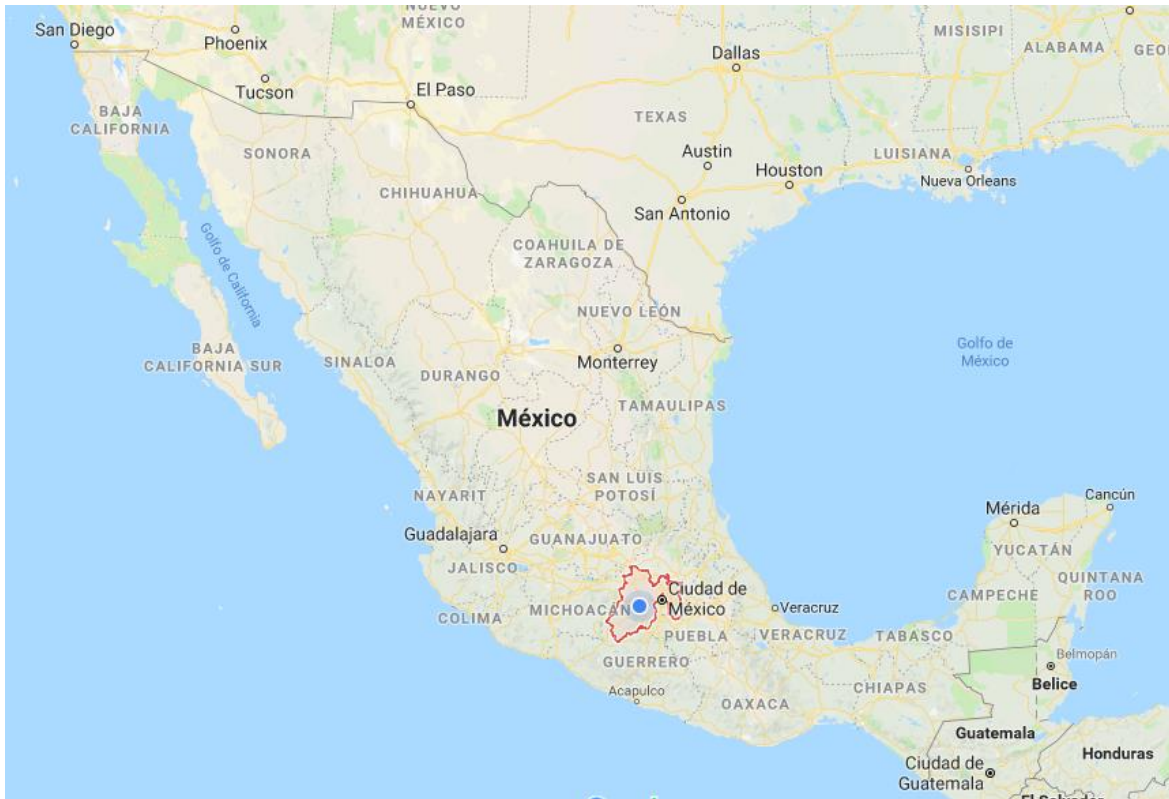 NUEVO
MÉXICO
MISISIPI
ALABAMA
San Diego
Phoenix
Dallas
Tucson
El Paso
BAJA
CALIFORNIA
TEXAS
SONORA
Austin
Houston
LUISIANA
Nueva Orleans
CHIHUAHUA
San Antonio
Golfo de California
COAHUILA DE
ZARAGOZA
NUEVO LEÓN
Golfo de
México
BAJA
CALIFORNIA SUR
SINALOA
DURANGO
Monterrey
México
TAMAULIPAS
SAN LUIS
POTOSÍ
NAYARIT
Cancún
Mérida
Guadalajara
GUANAJUATO
YUCATÁN
JALISCO
QUINTANA
ROO
Ciudad de
México
CAMPECHE
COLIMA
MICHOACÁN
Veracruz
PUEBLA
VERACRUZ
TABASCO
Belmopán
GUERRERO
Belice
Acapulco
CHIAPAS
OAXACA
Guatemala
Honduras
Ciudad de
Guatemala